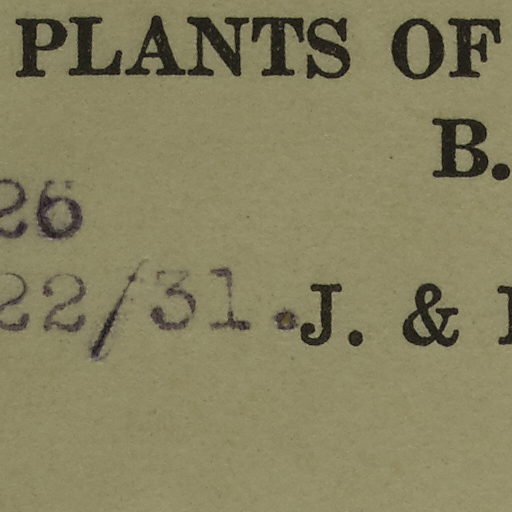 PLANTS OF
B.
26
22/31. J. &